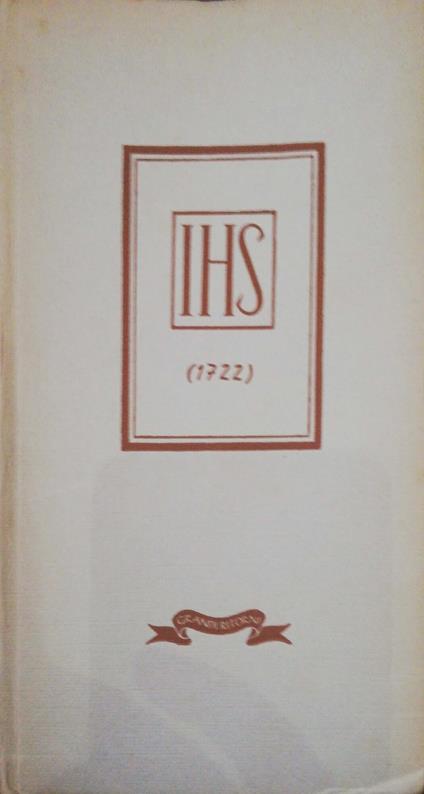 IHS
(1722)
GRANDI RITORNI